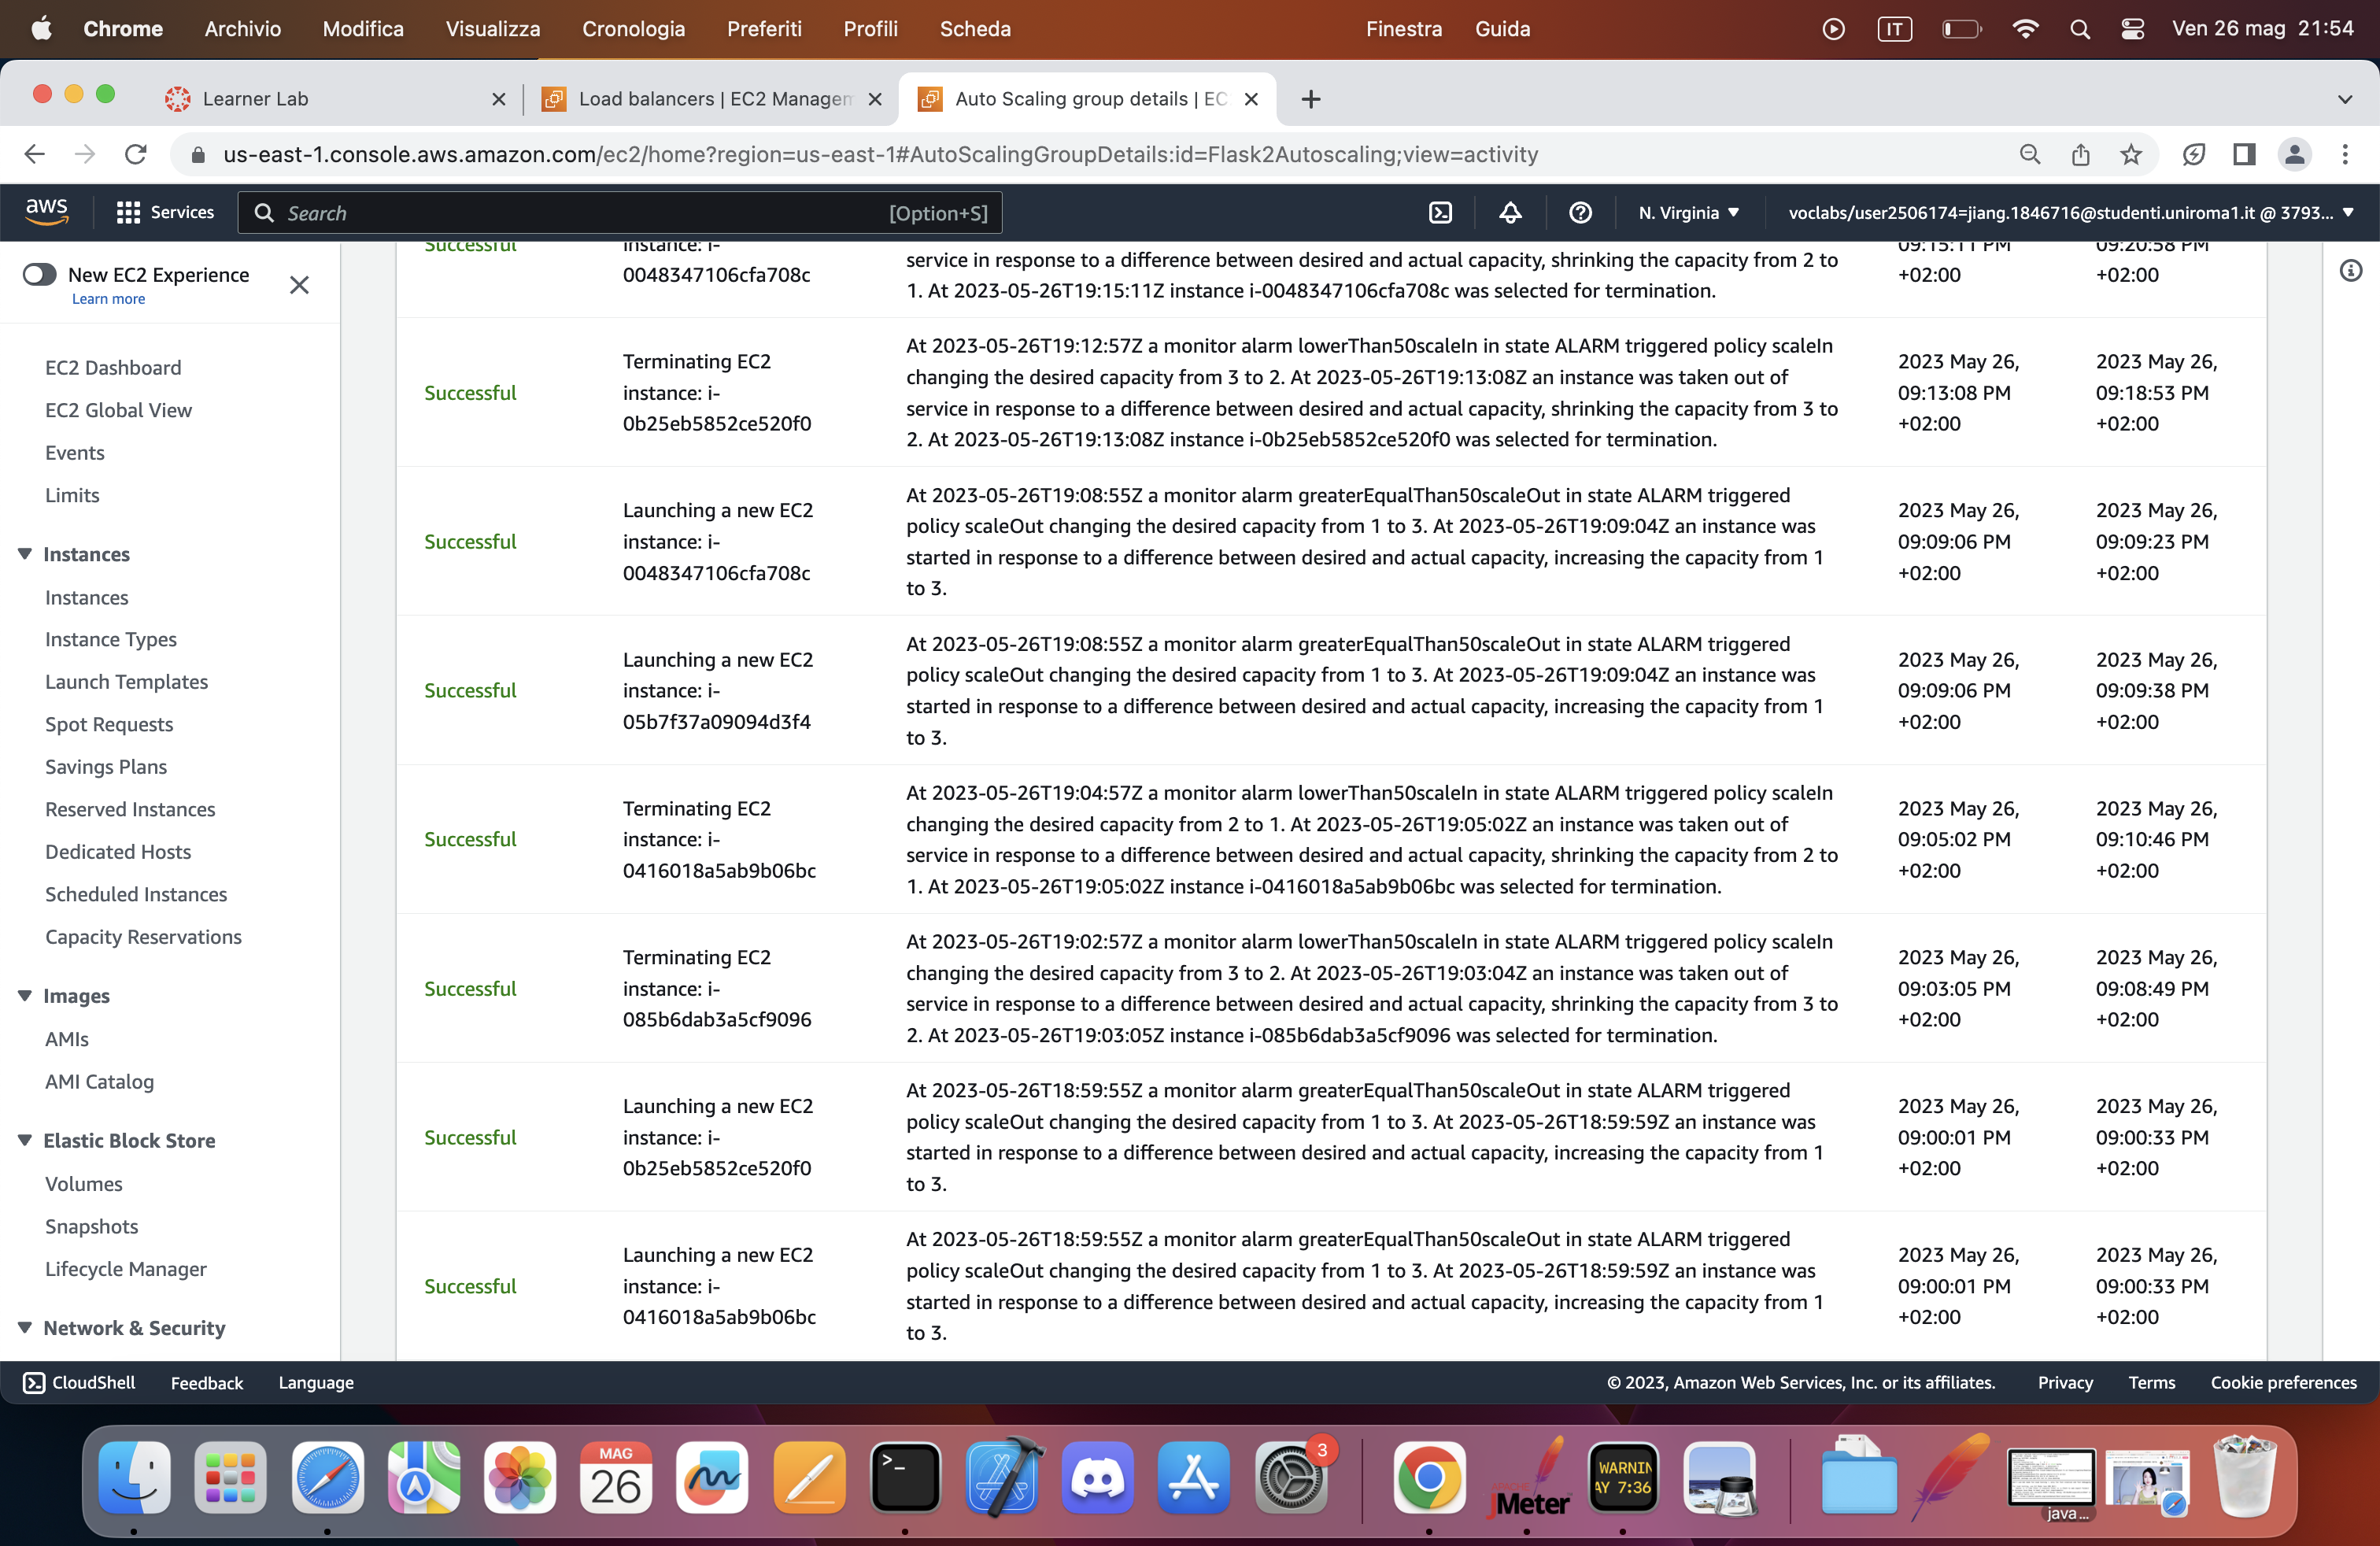 Chrome Archivio Modifica Visualizza Cronologia Preferiti Profili Scheda Finestra Guida IT Ven 26 mag 21:54
Learner Lab
Load balancers | EC2 Managem
Auto Scaling group details | EC
us-east-1.console.aws.amazon.com/ec2/home?region=us-east-1#AutoScalingGroupDetails:id=Flask2Autoscaling;view=activity
aws Services Search [Option+S] N. Virginia voclabs/user2506174=jiang.1846716@studenti.uniroma1.it @ 3793...
New EC2 Experience
Learn more
EC2 Dashboard
EC2 Global View
Events
Limits
Instances
Instances
Instance Types
Launch Templates
Spot Requests
Savings Plans
Reserved Instances
Dedicated Hosts
Scheduled Instances
Capacity Reservations
Images
AMIs
AMI Catalog
Elastic Block Store
Volumes
Snapshots
Lifecycle Manager
Network & Security
Successful
instance: i-
0048347106cfa708c
service in response to a difference between desired and actual capacity, shrinking the capacity from 2 to
1. At 2023-05-26T19:15:11Z instance i-0048347106cfa708c was selected for termination.
09:15:11 PM
+02:00
09:20:58 PM
+02:00
Successful
Terminating EC2
instance: i-
0b25eb5852ce520f0
At 2023-05-26T19:12:57Z a monitor alarm lowerThan50scaleIn in state ALARM triggered policy scaleIn
changing the desired capacity from 3 to 2. At 2023-05-26T19:13:08Z an instance was taken out of
service in response to a difference between desired and actual capacity, shrinking the capacity from 3 to
2. At 2023-05-26T19:13:08Z instance i-0b25eb5852ce520f0 was selected for termination.
2023 May 26,
09:13:08 PM
+02:00
2023 May 26,
09:18:53 PM
+02:00
Successful
Launching a new EC2
instance: i-
0048347106cfa708c
At 2023-05-26T19:08:55Z a monitor alarm greaterEqualThan50scaleOut in state ALARM triggered
policy scaleOut changing the desired capacity from 1 to 3. At 2023-05-26T19:09:04Z an instance was
started in response to a difference between desired and actual capacity, increasing the capacity from 1
to 3.
2023 May 26,
09:09:06 PM
+02:00
2023 May 26,
09:09:23 PM
+02:00
Successful
Launching a new EC2
instance: i-
05b7f37a09094d3f4
At 2023-05-26T19:08:55Z a monitor alarm greaterEqualThan50scaleOut in state ALARM triggered
policy scaleOut changing the desired capacity from 1 to 3. At 2023-05-26T19:09:04Z an instance was
started in response to a difference between desired and actual capacity, increasing the capacity from 1
to 3.
2023 May 26,
09:09:06 PM
+02:00
2023 May 26,
09:09:38 PM
+02:00
Successful
Terminating EC2
instance: i-
0416018a5ab9b06bc
At 2023-05-26T19:04:57Z a monitor alarm lowerThan50scaleIn in state ALARM triggered policy scaleIn
changing the desired capacity from 2 to 1. At 2023-05-26T19:05:02Z an instance was taken out of
service in response to a difference between desired and actual capacity, shrinking the capacity from 2 to
1. At 2023-05-26T19:05:02Z instance i-0416018a5ab9b06bc was selected for termination.
2023 May 26,
09:05:02 PM
+02:00
2023 May 26,
09:10:46 PM
+02:00
Successful
Terminating EC2
instance: i-
085b6dab3a5cf9096
At 2023-05-26T19:02:57Z a monitor alarm lowerThan50scaleIn in state ALARM triggered policy scaleIn
changing the desired capacity from 3 to 2. At 2023-05-26T19:03:04Z an instance was taken out of
service in response to a difference between desired and actual capacity, shrinking the capacity from 3 to
2. At 2023-05-26T19:03:05Z instance i-085b6dab3a5cf9096 was selected for termination.
2023 May 26,
09:03:05 PM
+02:00
2023 May 26,
09:08:49 PM
+02:00
Successful
Launching a new EC2
instance: i-
0b25eb5852ce520f0
At 2023-05-26T18:59:55Z a monitor alarm greaterEqualThan50scaleOut in state ALARM triggered
policy scaleOut changing the desired capacity from 1 to 3. At 2023-05-26T18:59:59Z an instance was
started in response to a difference between desired and actual capacity, increasing the capacity from 1
to 3.
2023 May 26,
09:00:01 PM
+02:00
2023 May 26,
09:00:33 PM
+02:00
Successful
Launching a new EC2
instance: i-
0416018a5ab9b06bc
At 2023-05-26T18:59:55Z a monitor alarm greaterEqualThan50scaleOut in state ALARM triggered
policy scaleOut changing the desired capacity from 1 to 3. At 2023-05-26T18:59:59Z an instance was
started in response to a difference between desired and actual capacity, increasing the capacity from 1
to 3.
2023 May 26,
09:00:01 PM
+02:00
2023 May 26,
09:00:33 PM
+02:00
CloudShell Feedback Language © 2023, Amazon Web Services, Inc. or its affiliates. Privacy Terms Cookie preferences
MAG
26
3
APACHE
JMeter
WARNIN
AY 7:36
java ...